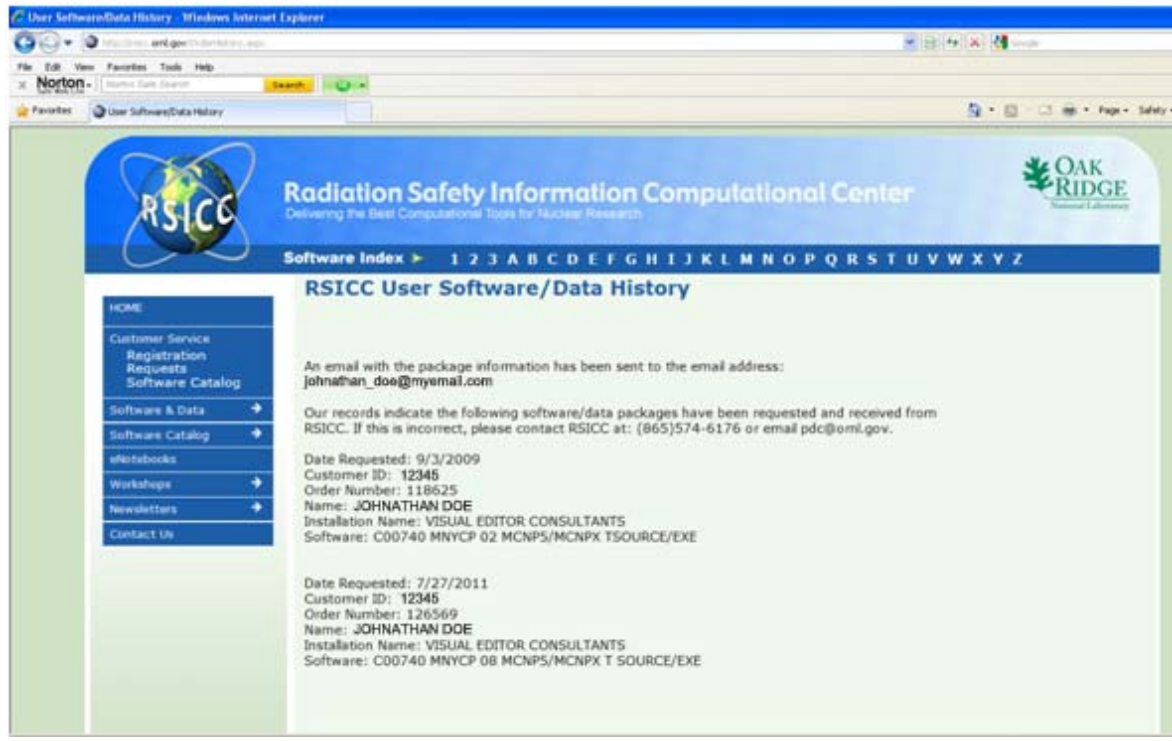 User Software/Data History - Windows Internet Explorer
File Edit View Favorites Tools Help
Norton Search
Favorites User Software/Data History Page Safety
RSICC
Radiation Safety Information Computational Center
Delivering the Best Computational Tools for Nuclear Research
OAK
RIDGE
National Laboratory
Software Index 1 2 3 A B C D E F G H I J K L M N O P Q R S T U V W X Y Z
RSICC User Software/Data History
HOME
Customer Service
Registration
Requests
Software Catalog
Software & Data
Software Catalog
eNotebooks
Workshops
Newsletters
Contact Us
An email with the package information has been sent to the email address:
johnathan_doe@myemail.com
Our records indicate the following software/data packages have been requested and received from
RSICC. If this is incorrect, please contact RSICC at: (865)574-6176 or email pdc@ornl.gov.
Date Requested: 9/3/2009
Customer ID: 12345
Order Number: 118625
Name: JOHNATHAN DOE
Installation Name: VISUAL EDITOR CONSULTANTS
Software: C00740 MNYCP 02 MCNP5/MCNPX TSOURCE/EXE
Date Requested: 7/27/2011
Customer ID: 12345
Order Number: 126569
Name: JOHNATHAN DOE
Installation Name: VISUAL EDITOR CONSULTANTS
Software: C00740 MNYCP 08 MCNP5/MCNPX T SOURCE/EXE